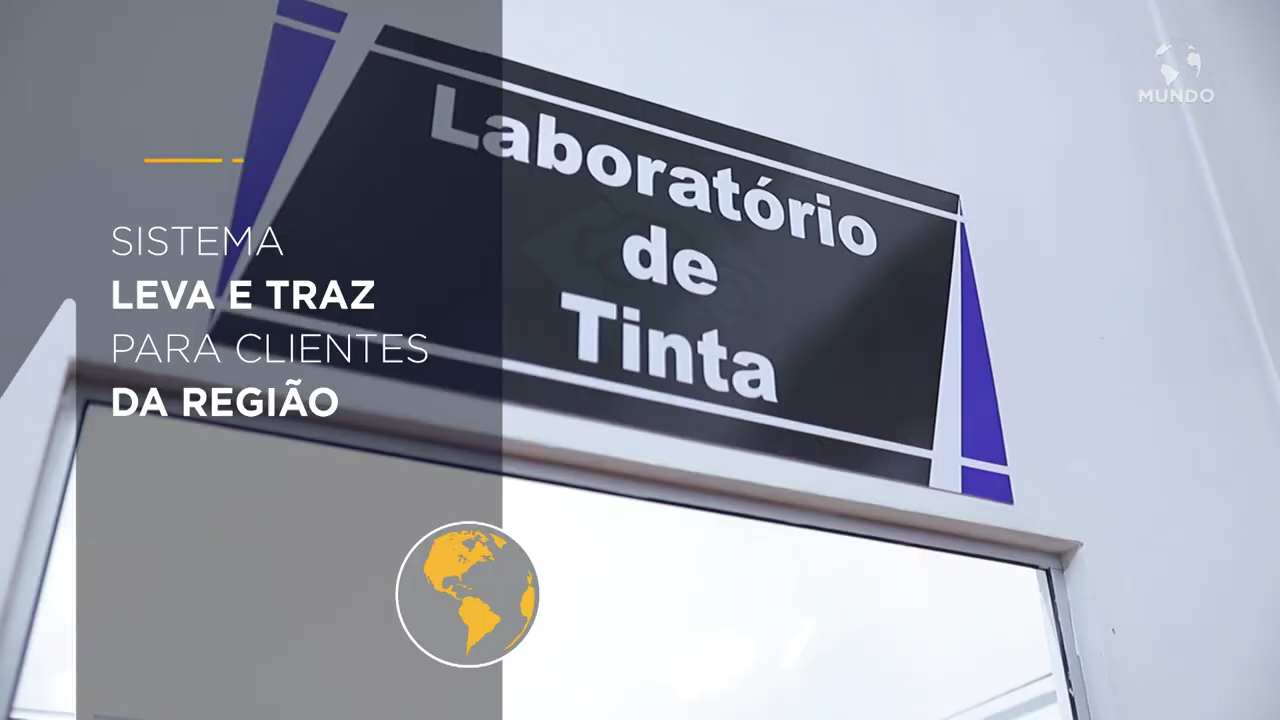 SISTEMA
LEVA E TRAZ
PARA CLIENTES
DA REGIÃO
Laboratório
de
Tinta
MUNDO